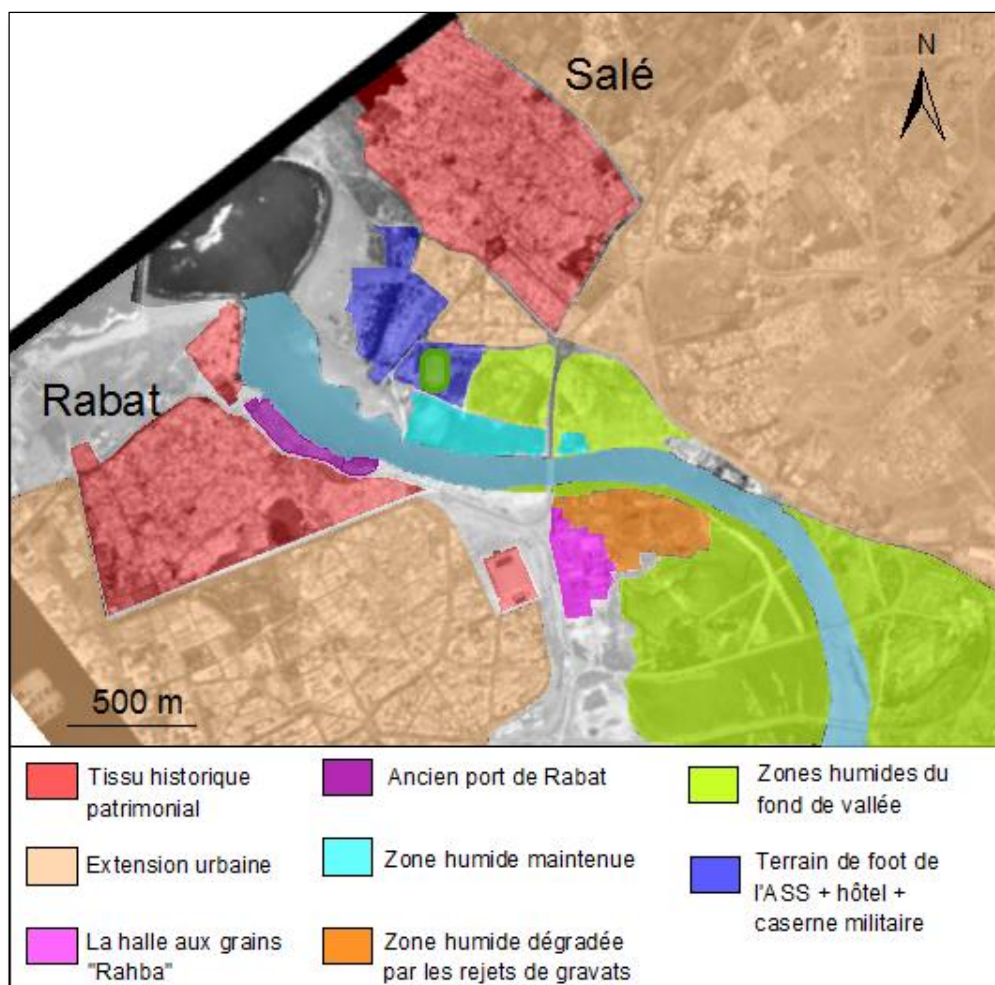 Salé
N
Rabat
500 m
Tissu historique
patrimonial
Extension urbaine
La halle aux grains
"Rahba"
Ancien port de Rabat
Zone humide maintenue
Zone humide dégradée
par les rejets de gravats
Zones humides du
fond de vallée
Terrain de foot de
l'ASS + hôtel +
caserne militaire